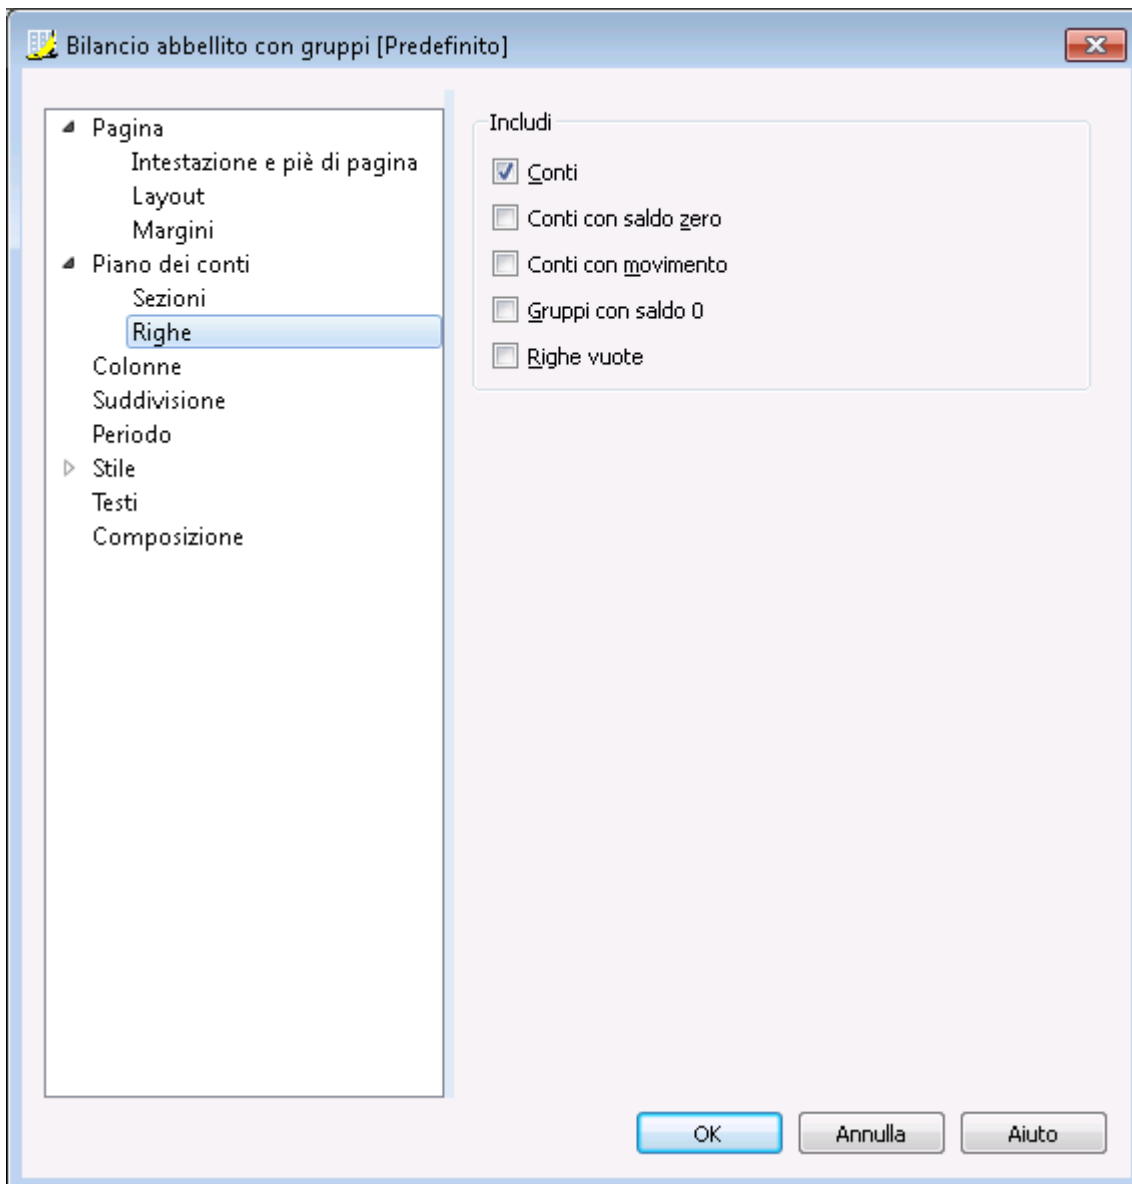 Bilancio abbellito con gruppi [Predefinito]
Pagina
Intestazione e piè di pagina
Layout
Margini
Piano dei conti
Sezioni
Righe
Colonne
Suddivisione
Periodo
Stile
Testi
Composizione
Includi
Conti
Conti con saldo zero
Conti con movimento
Gruppi con saldo 0
Righe vuote
OK
Annulla
Aiuto